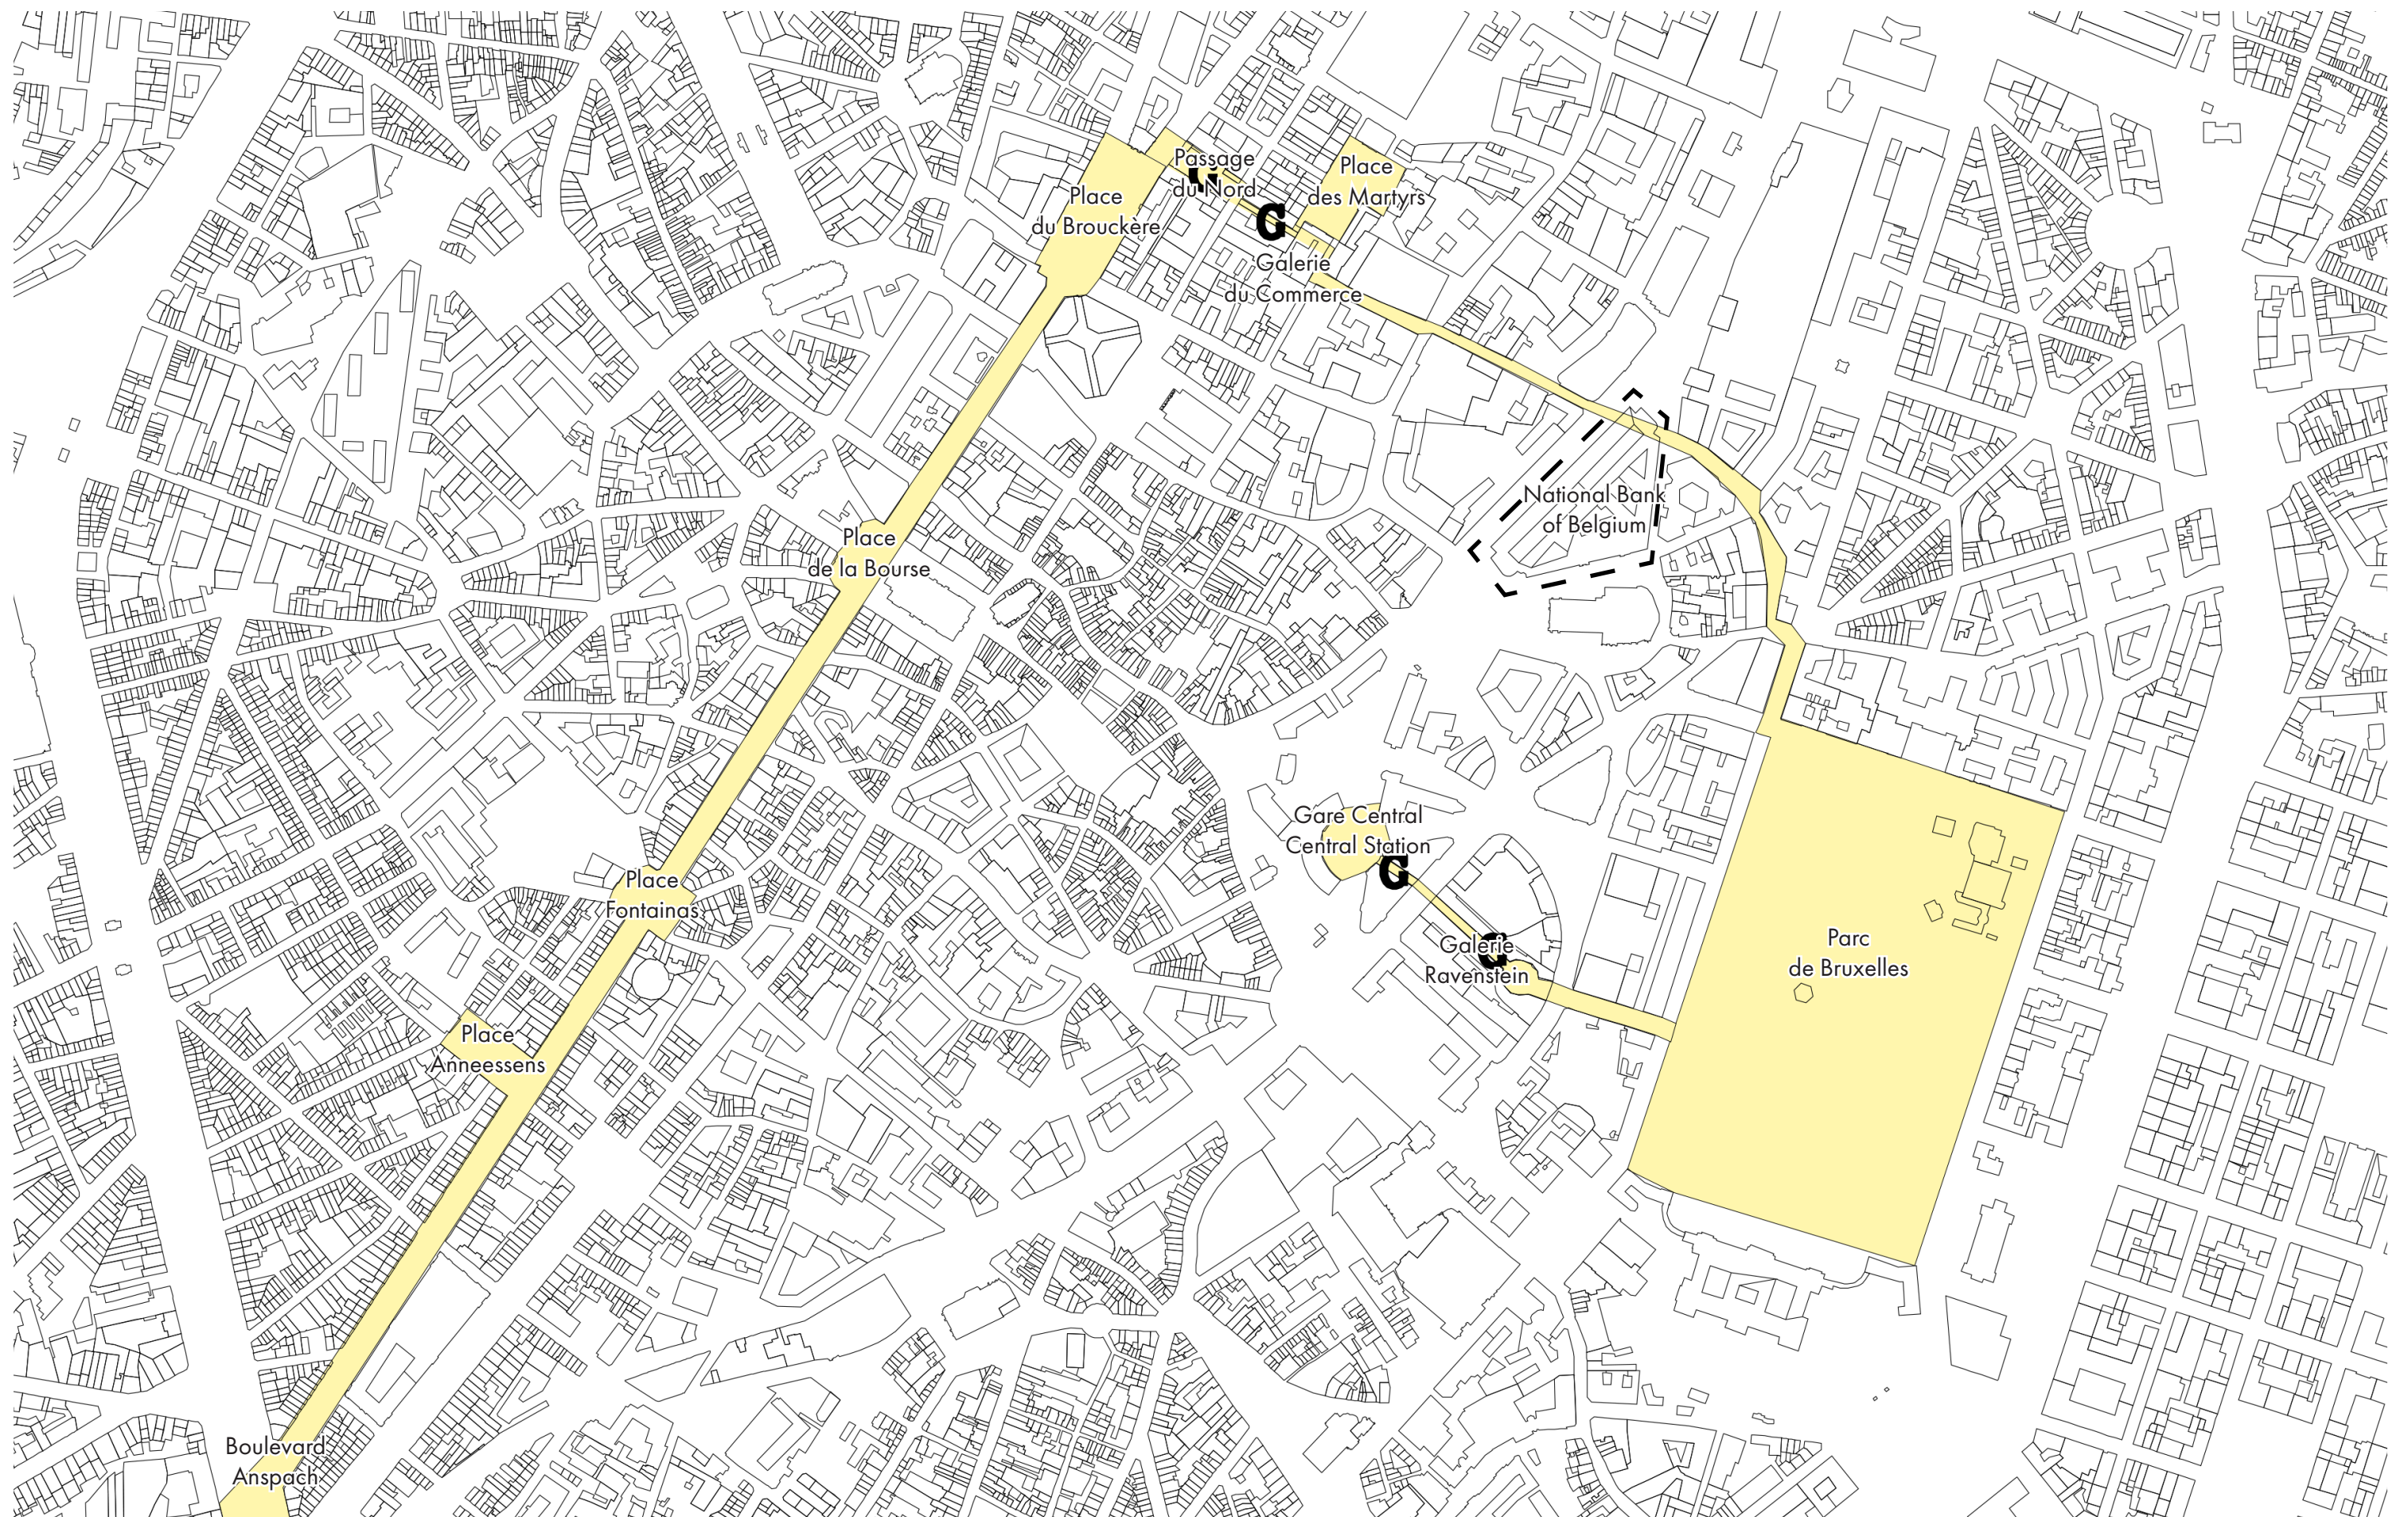 Passage
du Nord
G
Place
des Martyrs
Place
du Brouckère
G
Galerie
du Commerce
National Bank
of Belgium
Place
de la Bourse
Gare Central
Central Station
G
Place
Fontainas
Galerie
Ravenstein
G
Parc
de Bruxelles
Place
Anneessens
Boulevard
Anspach